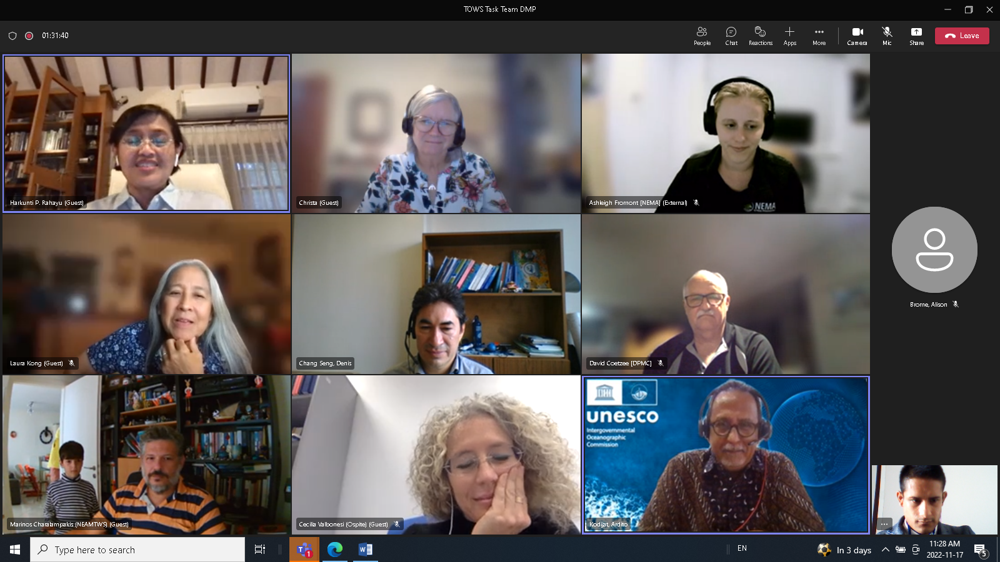 TOWS Task Team DMP
01:31:40
People
Chat
Reactions
Apps
More
Camera
Mic
Share
Leave
Harkunti P. Rahayu (Guest)
Christa (Guest)
Ashleigh Fromont [NEMA] (External)
NEMA
Laura Kong (Guest)
Chang Seng, Denis
David Coetzee [DPMC]
Brome, Alison
Marinos Charalampakis (NEAMTWS) (Guest)
Cecilia Valbonesi (Ospite) (Guest)
unesco
Intergovernmental
Oceanographic
Commission
Kodijat, Ardito
Type here to search
1
EN
In 3 days
11:28 AM
2022-11-17
5